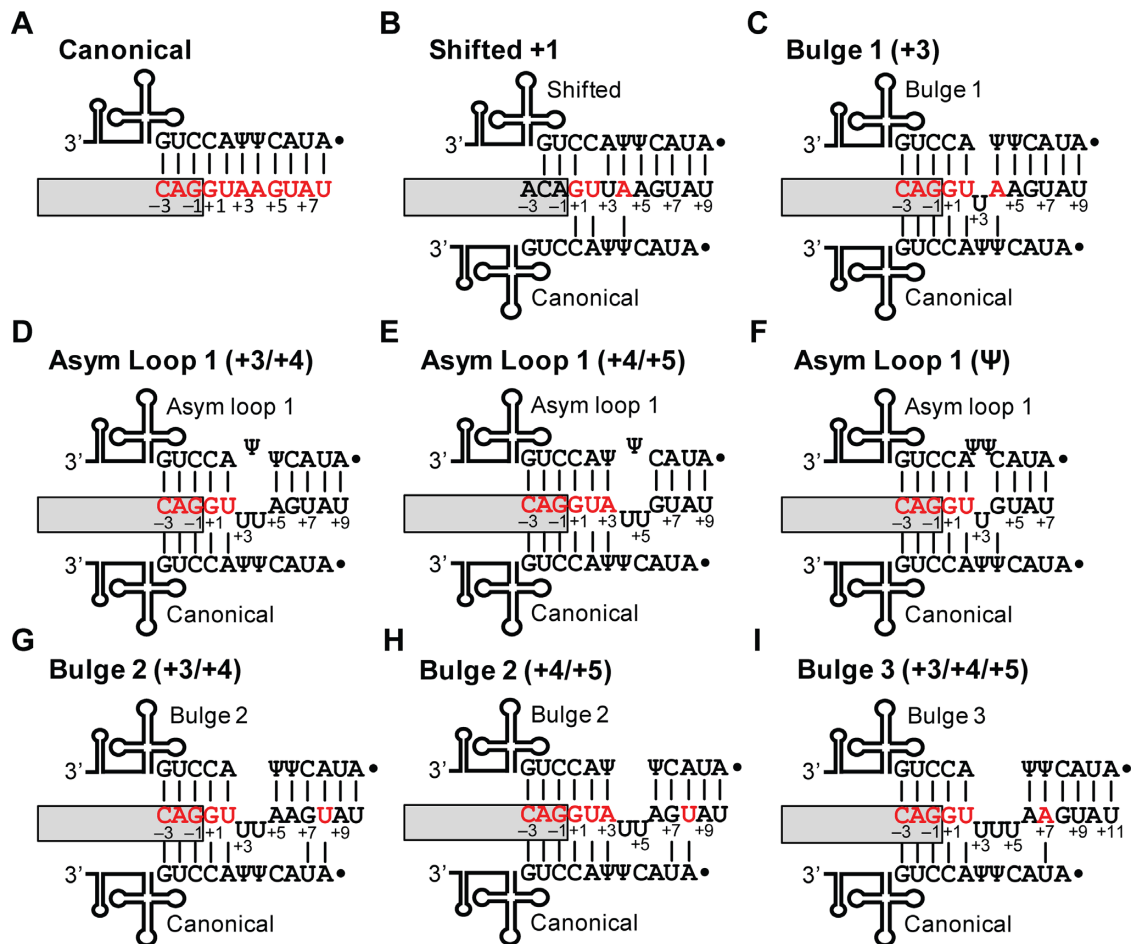 A
Canonical
3’ GUCCAΨΨCAUA•
CAGGUAAGUAU
–3 –1 +1 +3 +5 +7
B
Shifted +1
Shifted
3’ GUCCAΨΨCAUA•
ACAGUUAAGUAU
–3 –1 +1 +3 +5 +7 +9
3’ GUCCAΨΨCAUA•
Canonical
C
Bulge 1 (+3)
Bulge 1
3’ GUCCA ΨΨCAUA•
CAGGU U AAGUAU
–3 –1 +1 +3 +5 +7 +9
3’ GUCCAΨΨCAUA•
Canonical
D
Asym Loop 1 (+3/+4)
Asym loop 1
3’ GUCCA Ψ ΨCAUA•
CAGGU UU AGUAU
–3 –1 +1 +3 +5 +7 +9
3’ GUCCAΨΨCAUA•
Canonical
E
Asym Loop 1 (+4/+5)
Asym loop 1
3’ GUCCAΨ Ψ CAUA•
CAGGUA UU GUAU
–3 –1 +1 +3 +5 +7 +9
3’ GUCCAΨΨCAUA•
Canonical
F
Asym Loop 1 (Ψ)
Asym loop 1
3’ GUCCA ΨΨ CAUA•
CAGGU U GUAU
–3 –1 +1 +3 +5 +7
3’ GUCCAΨΨCAUA•
Canonical
G
Bulge 2 (+3/+4)
Bulge 2
3’ GUCCA ΨΨCAUA•
CAGGU UU AAGUAU
–3 –1 +1 +3 +5 +7 +9
3’ GUCCAΨΨCAUA•
Canonical
H
Bulge 2 (+4/+5)
Bulge 2
3’ GUCCAΨ ΨCAUA•
CAGGUA UU AGUAU
–3 –1 +1 +3 +5 +7 +9
3’ GUCCAΨΨCAUA•
Canonical
I
Bulge 3 (+3/+4/+5)
Bulge 3
3’ GUCCA ΨΨCAUA•
CAGGU UUU AAGUAU
–3 –1 +1 +3 +5 +7 +9 +11
3’ GUCCAΨΨCAUA•
Canonical